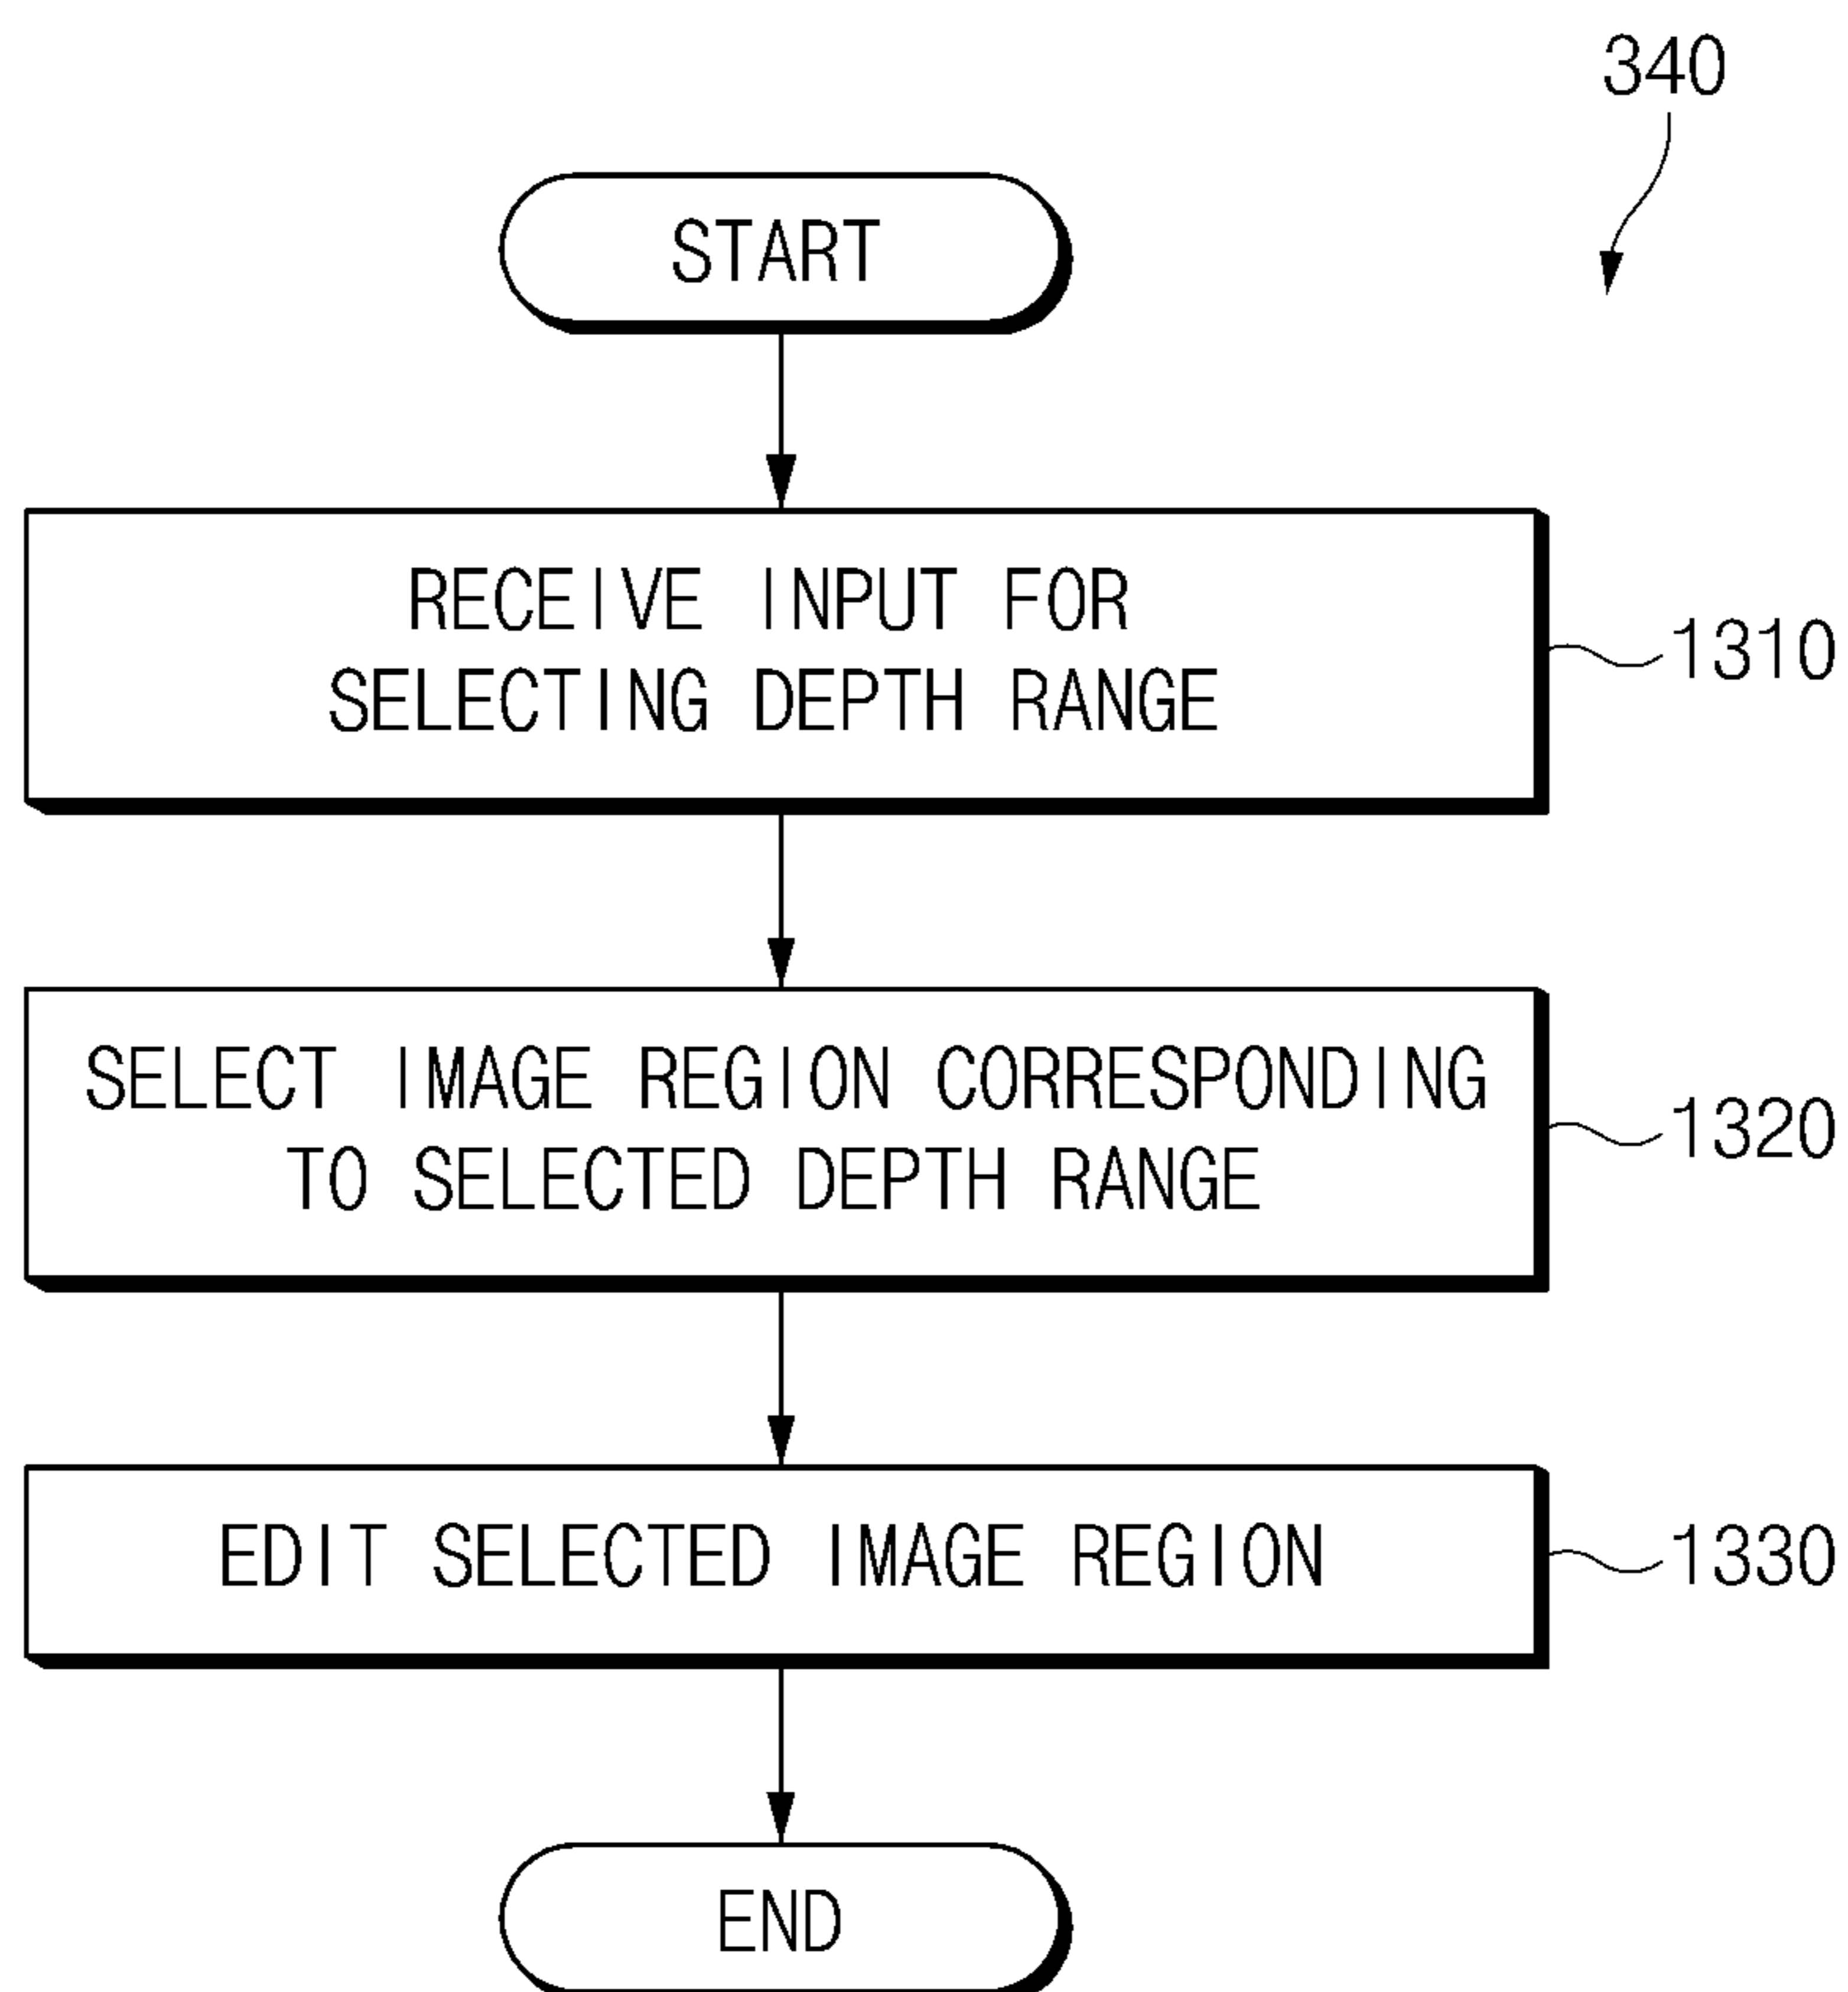 340
START
RECEIVE INPUT FOR
SELECTING DEPTH RANGE
1310
SELECT IMAGE REGION CORRESPONDING
TO SELECTED DEPTH RANGE
1320
EDIT SELECTED IMAGE REGION
1330
END